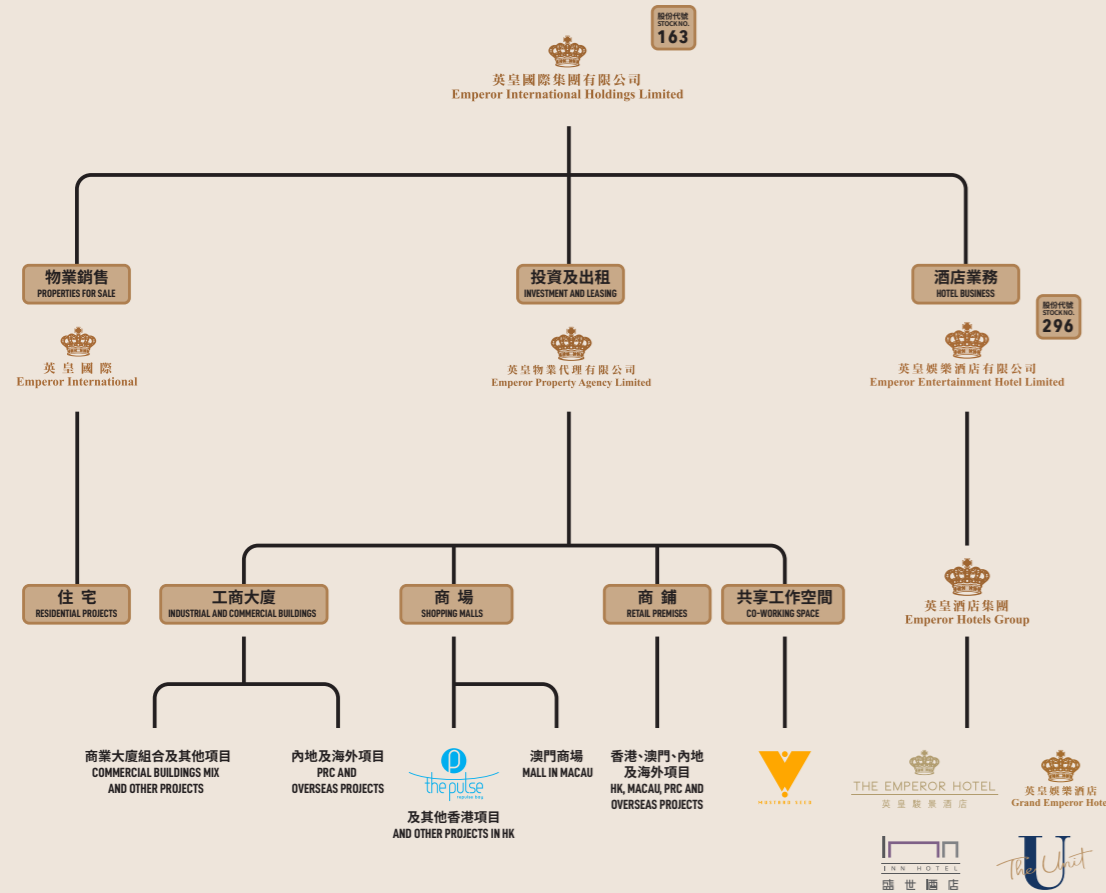 股份代號
STOCK NO.
163
英皇國際集團有限公司
Emperor International Holdings Limited
物業銷售
PROPERTIES FOR SALE
投資及出租
INVESTMENT AND LEASING
酒店業務
HOTEL BUSINESS
股份代號
STOCK NO.
296
英皇國際
Emperor International
英皇物業代理有限公司
Emperor Property Agency Limited
英皇娛樂酒店有限公司
Emperor Entertainment Hotel Limited
住宅
RESIDENTIAL PROJECTS
工商大廈
INDUSTRIAL AND COMMERCIAL BUILDINGS
商場
SHOPPING MALLS
商鋪
RETAIL PREMISES
共享工作空間
CO-WORKING SPACE
英皇酒店集團
Emperor Hotels Group
商業大廈組合及其他項目
COMMERCIAL BUILDINGS MIX
AND OTHER PROJECTS
內地及海外項目
PRC AND
OVERSEAS PROJECTS
the pulse
repulse bay
及其他香港項目
AND OTHER PROJECTS IN HK
澳門商場
MALL IN MACAU
香港、澳門、內地
及海外項目
HK, MACAU, PRC AND
OVERSEAS PROJECTS
MUSTARD SEED
THE EMPEROR HOTEL
英皇駿景酒店
英皇娛樂酒店
Grand Emperor Hote
Inn
INN HOTEL
盛世酒店
The Unit
U